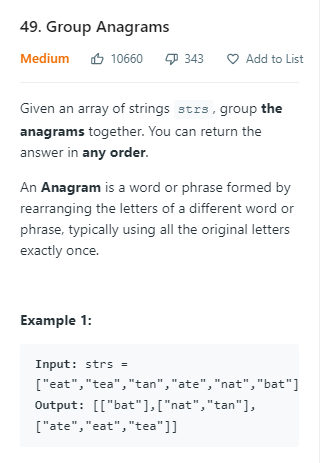 49. Group Anagrams
Medium 10660 343 Add to List
Given an array of strings strs, group the
anagrams together. You can return the
answer in any order.
An Anagram is a word or phrase formed by
rearranging the letters of a different word or
phrase, typically using all the original letters
exactly once.
Example 1:
Input: strs =
["eat","tea","tan","ate","nat","bat"]
Output: [["bat"],["nat","tan"],
["ate","eat","tea"]]